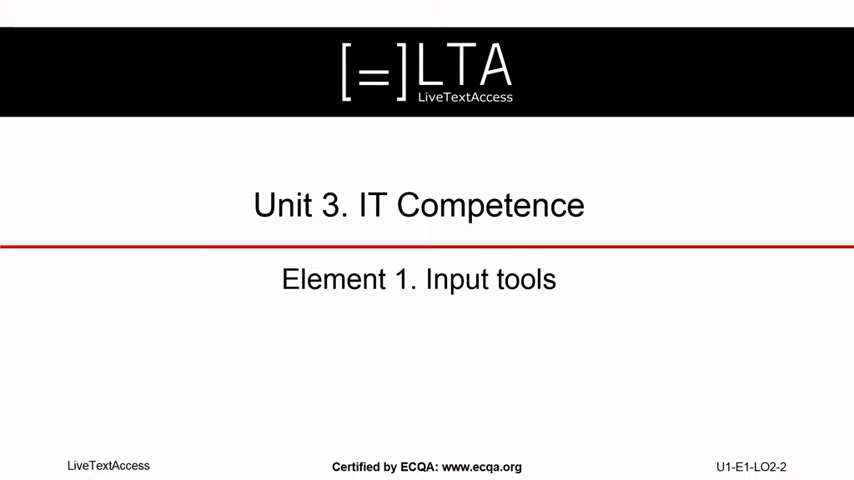 [=]LTA
LiveTextAccess
Unit 3. IT Competence
Element 1. Input tools
LiveTextAccess
Certified by ECQA: www.ecqa.org
U1-E1-LO2-2